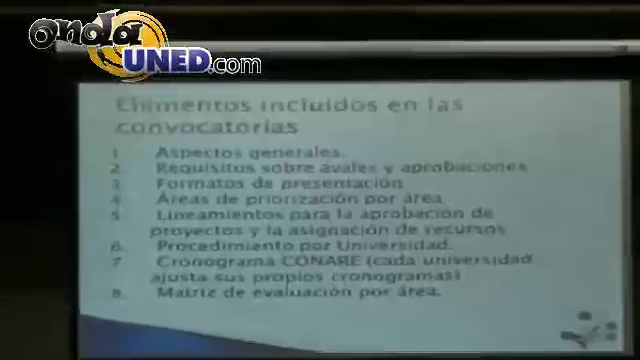 onda
UNED.com
Elementos incluidos en las
convocatorias
1. Aspectos generales.
2. Requisitos sobre avales y aprobaciones
3. Formatos de presentación.
4. Áreas de priorización por área
5. Lineamientos para la aprobación de
proyectos y la asignación de recursos
6. Procedimiento por Universidad.
7. Cronograma CONARE (cada universidad
ajusta sus propios cronogramas)
8. Matriz de evaluación por área.